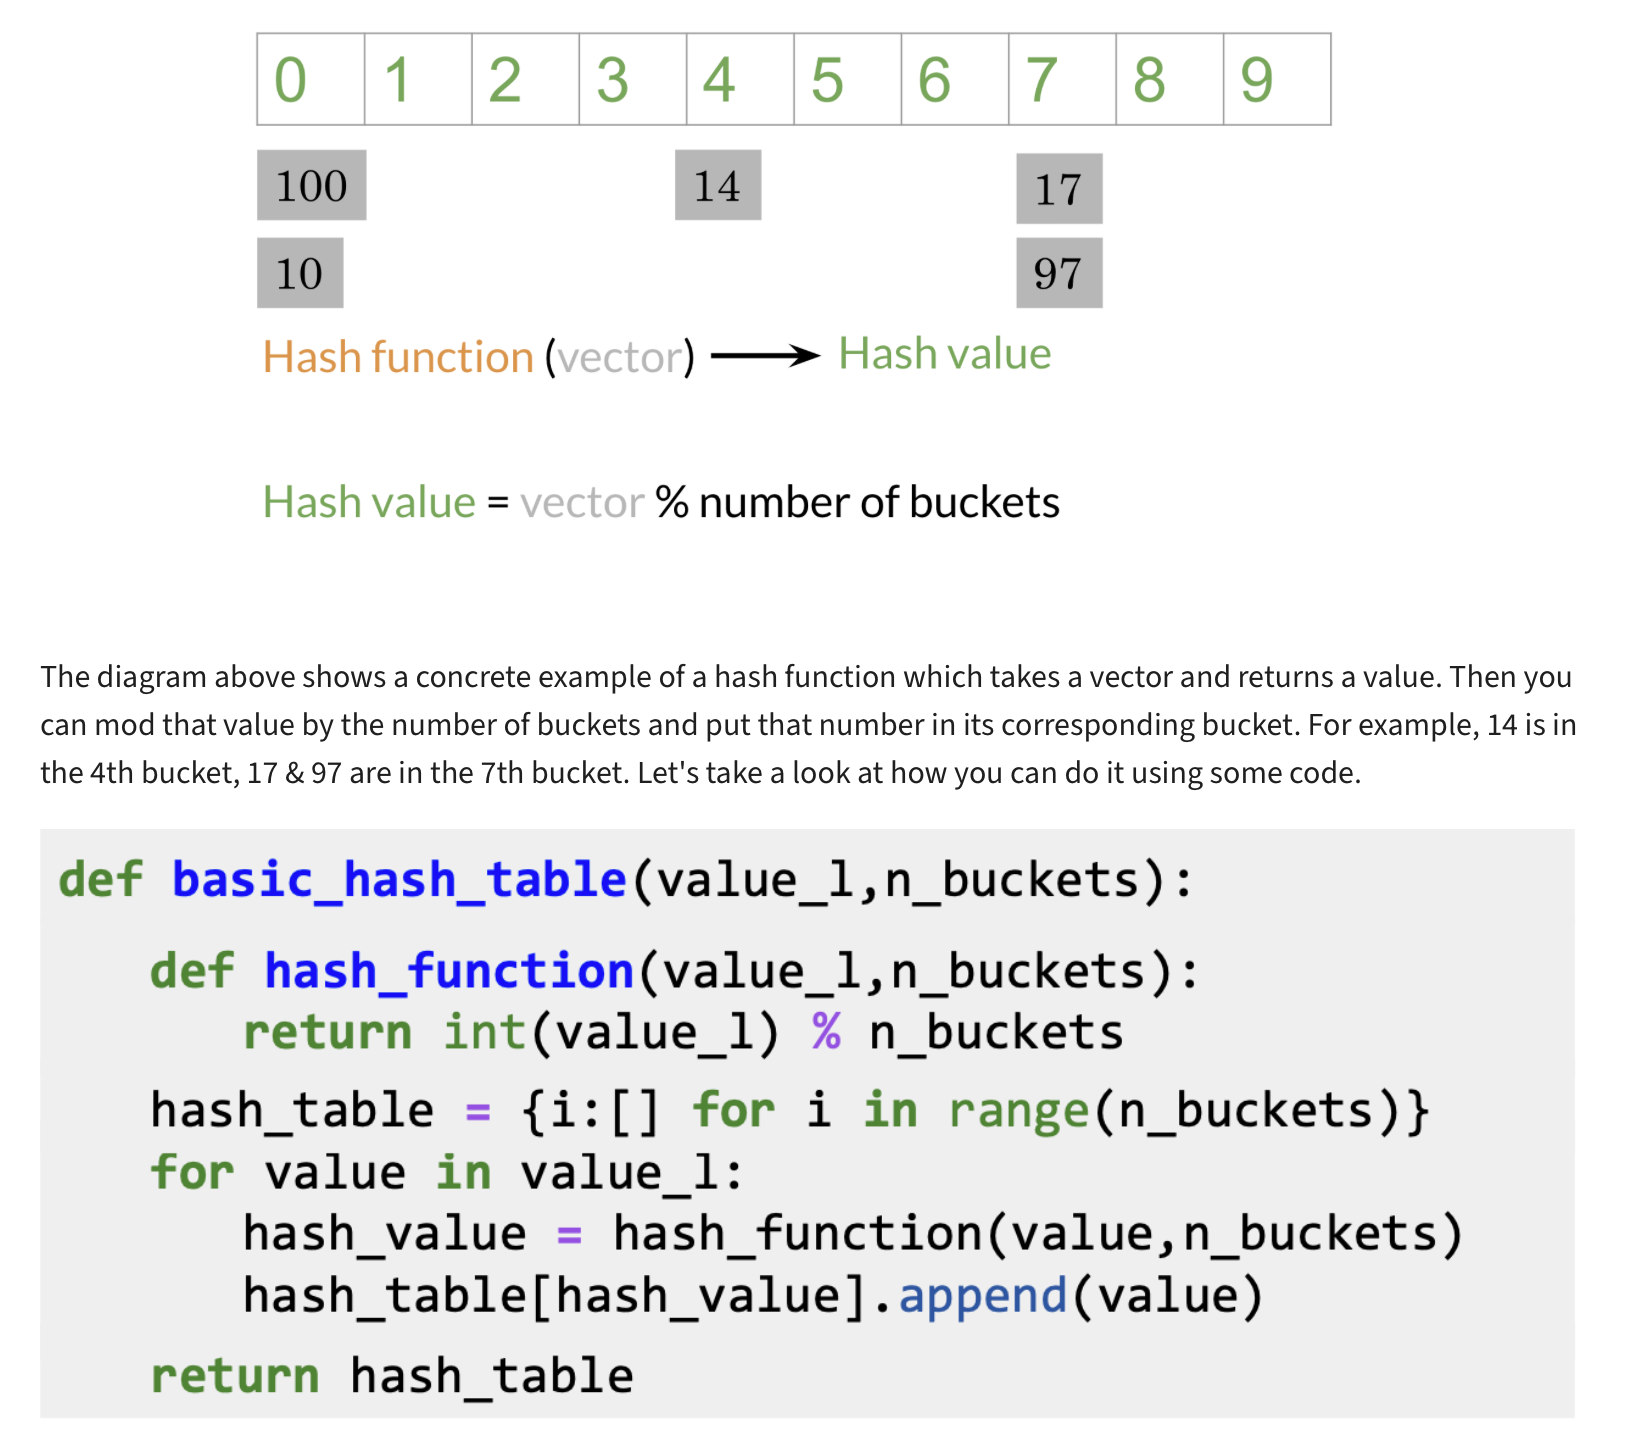 0 1 2 3 4 5 6 7 8 9
100 14 17
10 97
Hash function (vector) → Hash value
Hash value = vector % number of buckets
The diagram above shows a concrete example of a hash function which takes a vector and returns a value. Then you
can mod that value by the number of buckets and put that number in its corresponding bucket. For example, 14 is in
the 4th bucket, 17 & 97 are in the 7th bucket. Let's take a look at how you can do it using some code.
def basic_hash_table(value_l,n_buckets):
    def hash_function(value_l,n_buckets):
        return int(value_l) % n_buckets
    hash_table = {i:[] for i in range(n_buckets)}
    for value in value_l:
        hash_value = hash_function(value,n_buckets)
        hash_table[hash_value].append(value)
    return hash_table